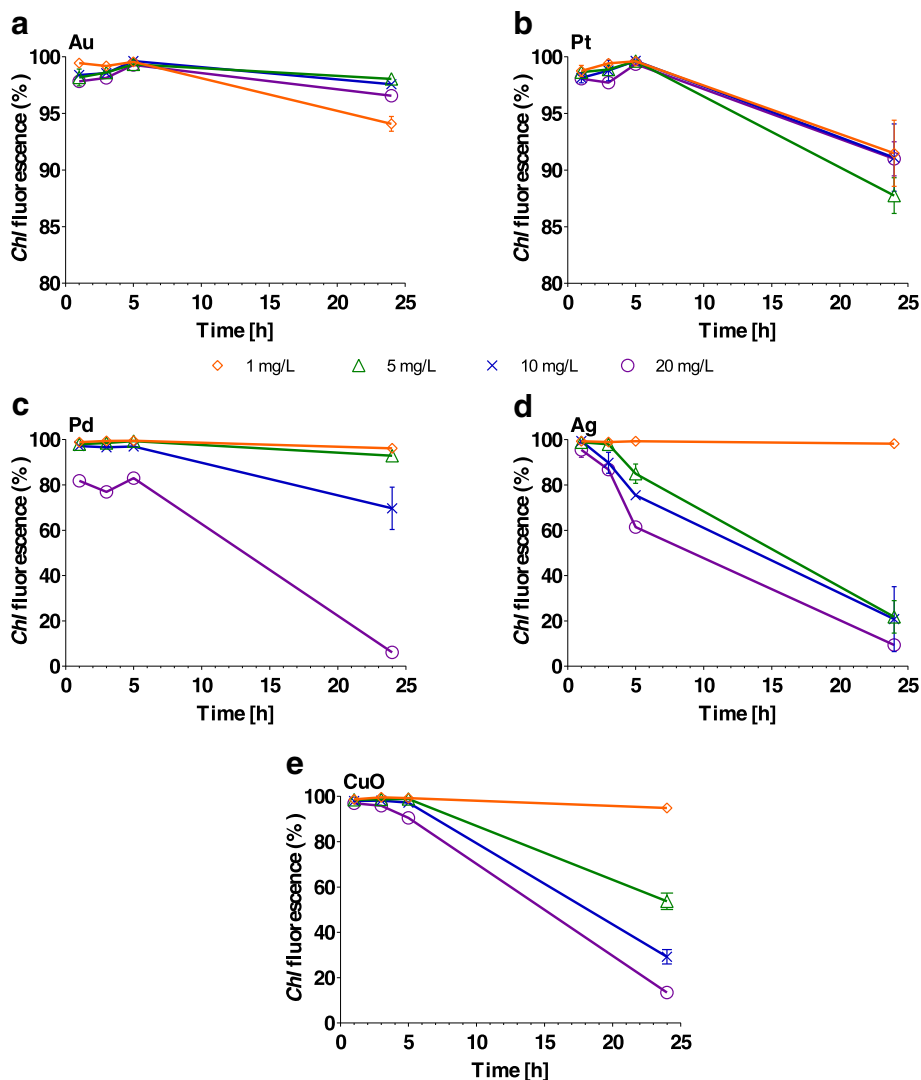 a
Au
Chl fluorescence (%)
100
95
90
85
80
0 5 10 15 20 25
Time [h]
b
Pt
Chl fluorescence (%)
100
95
90
85
80
0 5 10 15 20 25
Time [h]
1 mg/L 5 mg/L 10 mg/L 20 mg/L
c
Pd
Chl fluorescence (%)
100
80
60
40
20
0
0 5 10 15 20 25
Time [h]
d
Ag
Chl fluorescence (%)
100
80
60
40
20
0
0 5 10 15 20 25
Time [h]
e
CuO
Chl fluorescence (%)
100
80
60
40
20
0
0 5 10 15 20 25
Time [h]